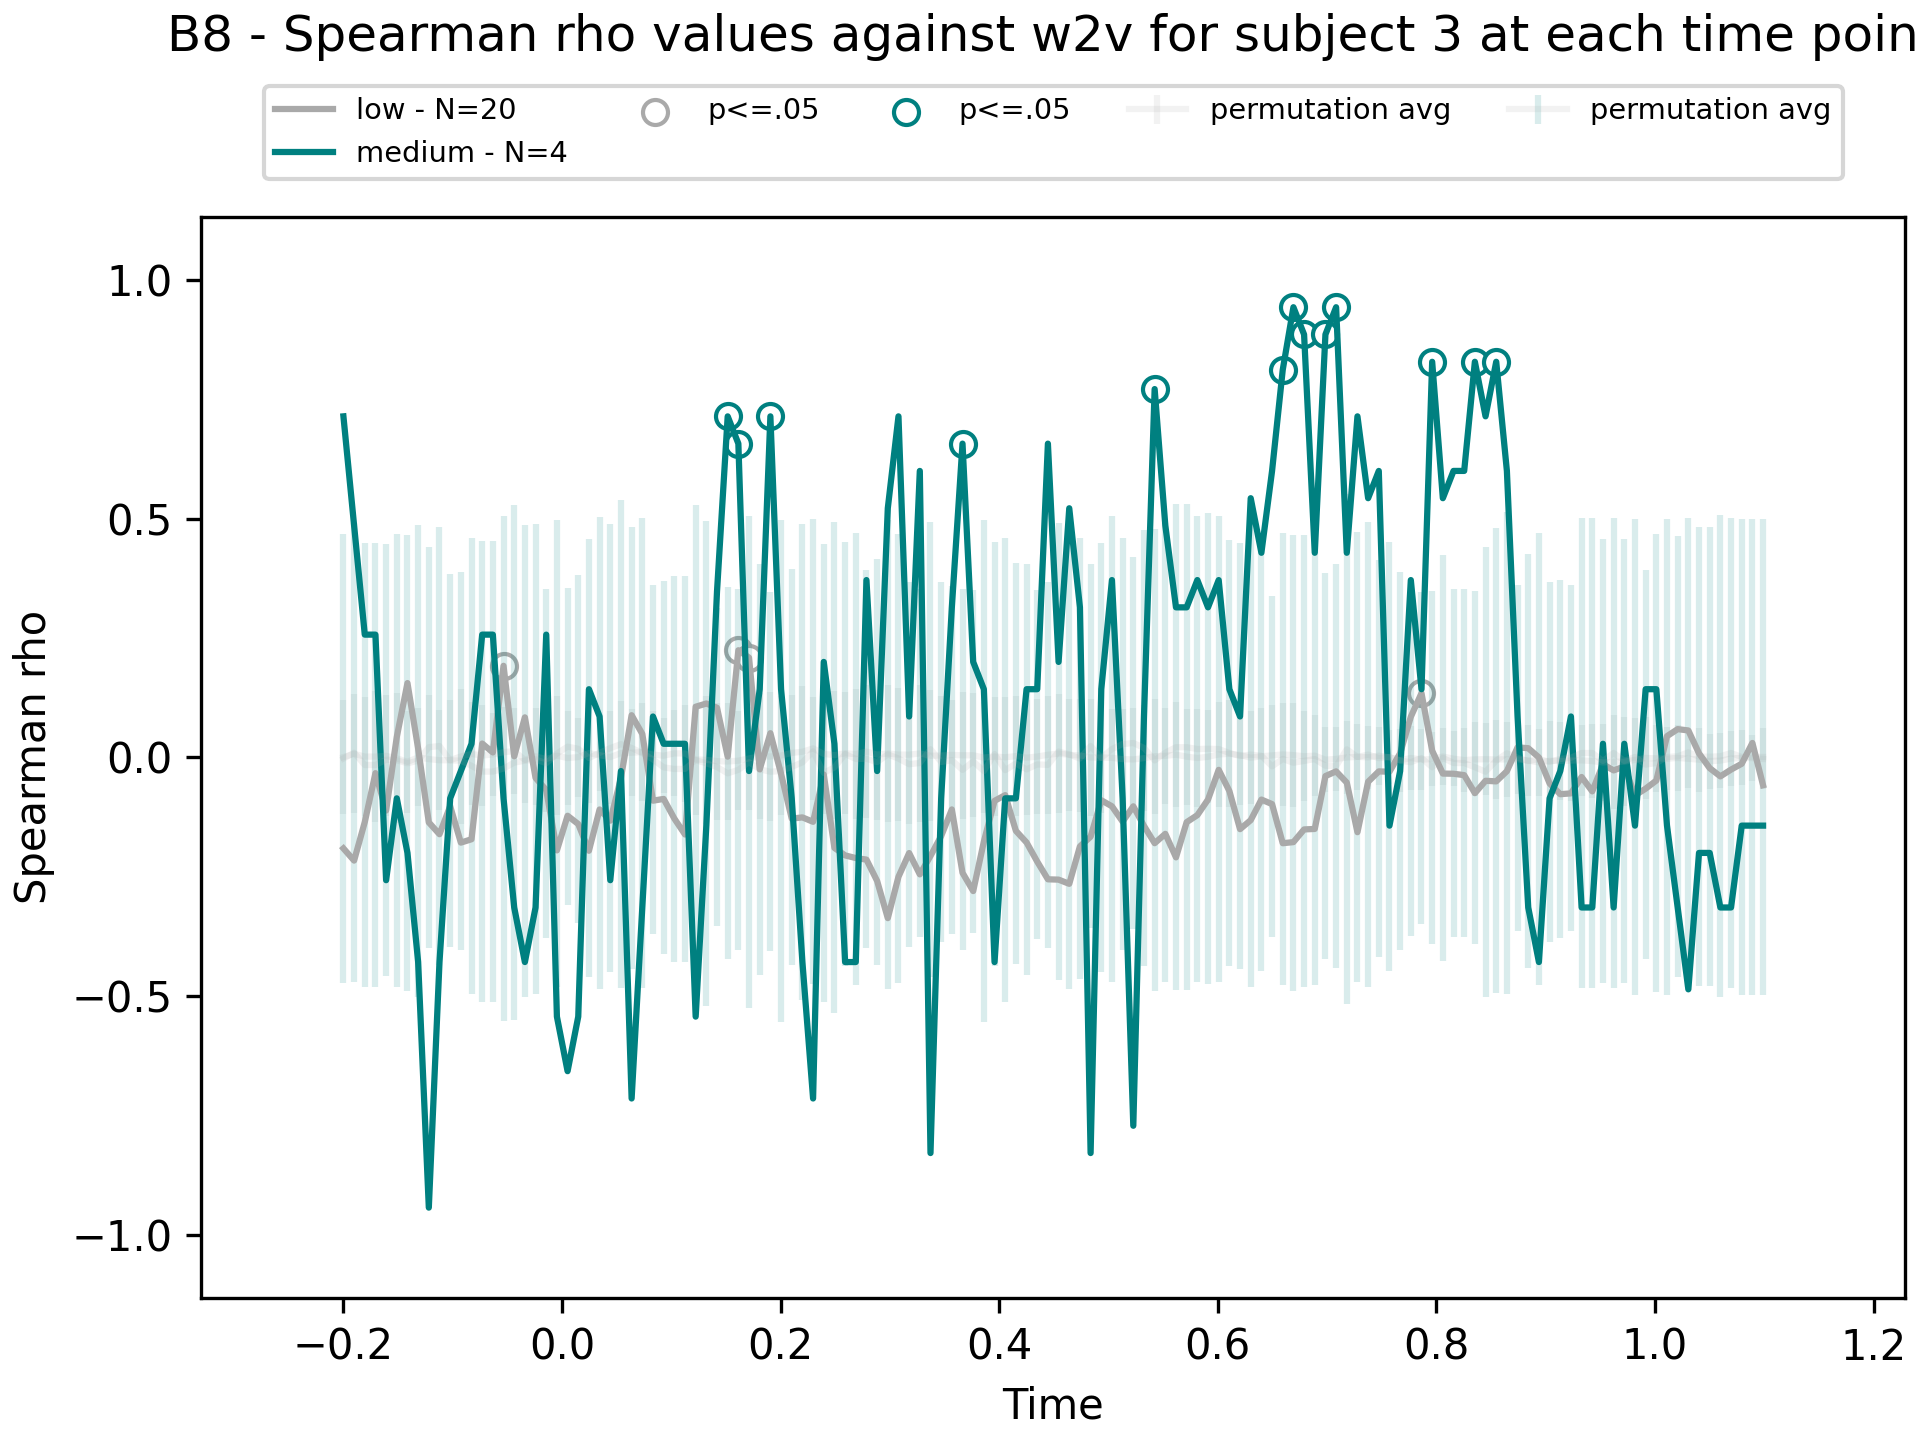 B8 - Spearman rho values against w2v for subject 3 at each time poin
low - N=20
medium - N=4
p<=.05
p<=.05
permutation avg
permutation avg
Spearman rho
1.0
0.5
0.0
−0.5
−1.0
−0.2
0.0
0.2
0.4
0.6
0.8
1.0
1.2
Time